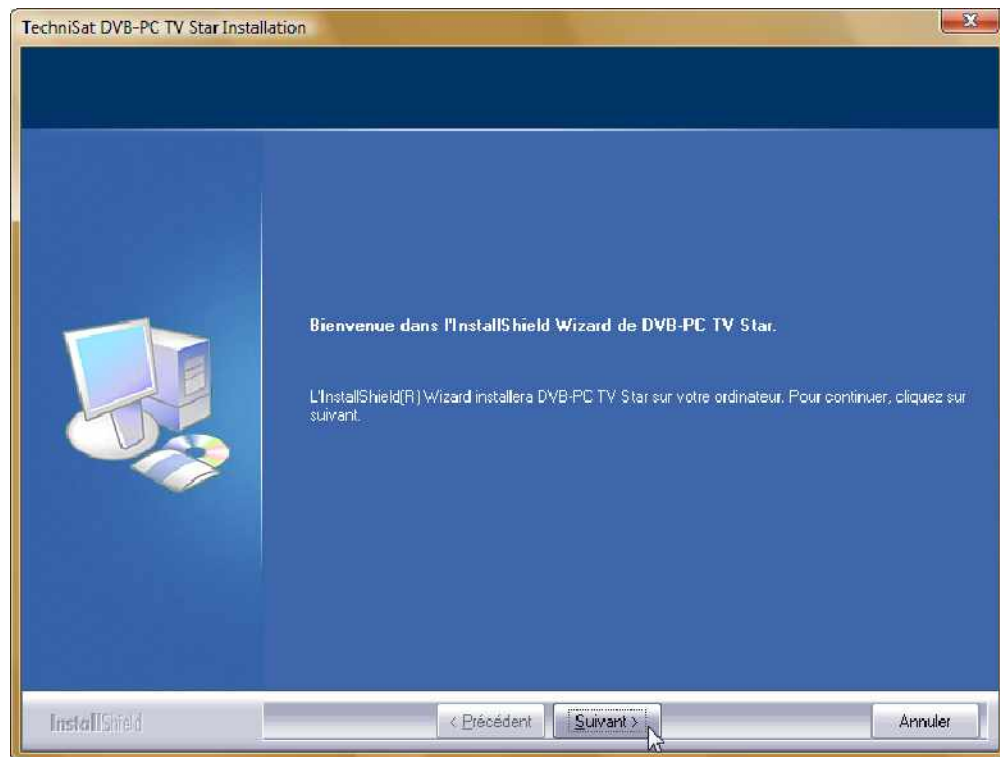 TechniSat DVB-PC TV Star Installation
Bienvenue dans l'InstallShield Wizard de DVB-PC TV Star.
L'InstallShield(R) Wizard installera DVB-PC TV Star sur votre ordinateur. Pour continuer, cliquez sur
suivant.
InstallShield
< Précédent
Suivant >
Annuler